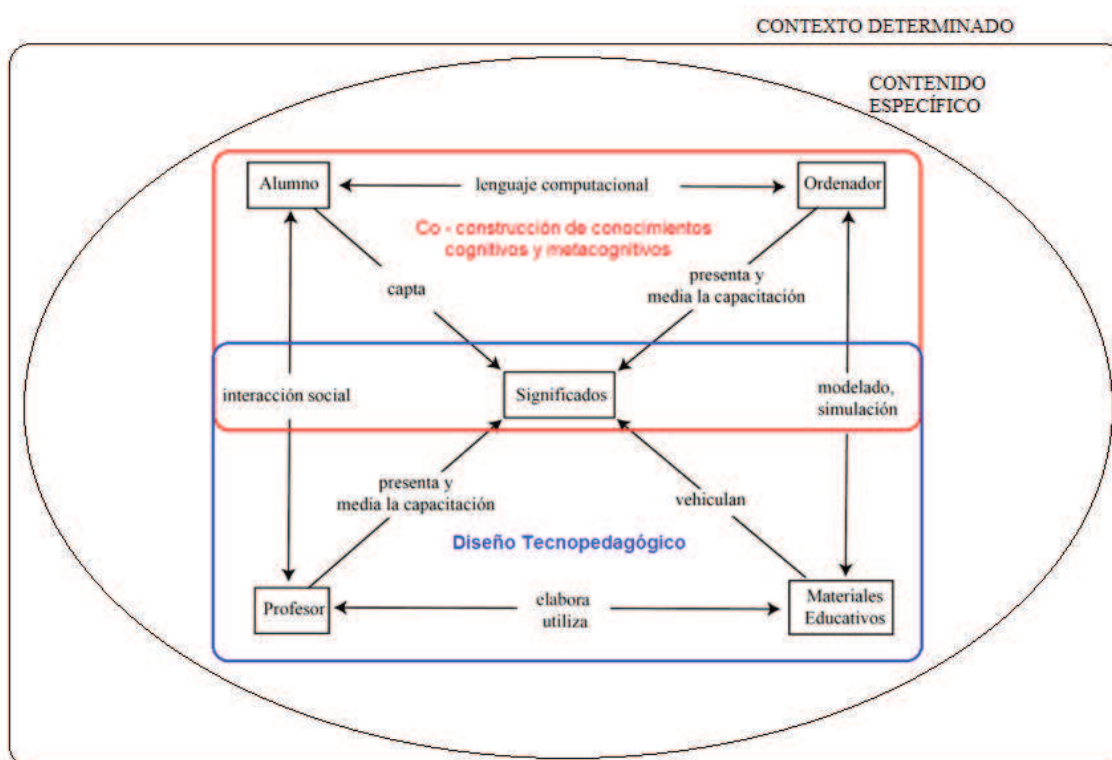 CONTEXTO DETERMINADO
CONTENIDO
ESPECÍFICO
Alumno
lenguaje computacional
Ordenador
Co - construcción de conocimientos
cognitivos y metacognitivos
capta
presenta y
media la capacitación
interacción social
Significados
modelado,
simulación
presenta y
media la capacitación
vehiculan
Diseño Tecnopedagógico
Profesor
elabora
utiliza
Materiales
Educativos